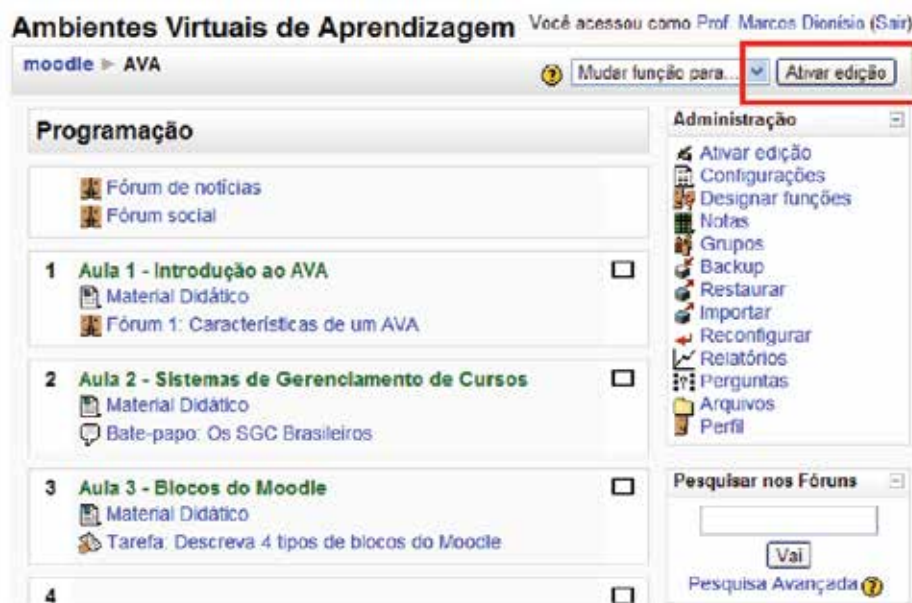 Ambientes Virtuais de Aprendizagem
Você acessou como Prof. Marcos Dionísio (Sair)
moodle ► AVA
Mudar função para...
Ativar edição
Programação
Fórum de notícias
Fórum social
1 Aula 1 - Introdução ao AVA
Material Didático
Fórum 1: Características de um AVA
2 Aula 2 - Sistemas de Gerenciamento de Cursos
Material Didático
Bate-papo: Os SGC Brasileiros
3 Aula 3 - Blocos do Moodle
Material Didático
Tarefa: Descreva 4 tipos de blocos do Moodle
4
Administração
Ativar edição
Configurações
Designar funções
Notas
Grupos
Backup
Restaurar
Importar
Reconfigurar
Relatórios
Perguntas
Arquivos
Perfil
Pesquisar nos Fóruns
Vai
Pesquisa Avançada